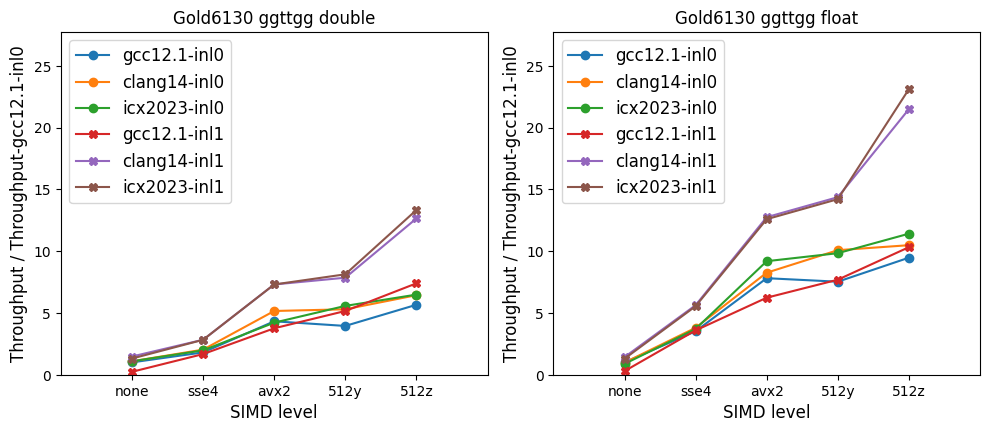 Gold6130 ggttgg double
Throughput / Throughput-gcc12.1-inl0
25
20
15
10
5
0
gcc12.1-inl0
clang14-inl0
icx2023-inl0
gcc12.1-inl1
clang14-inl1
icx2023-inl1
none sse4 avx2 512y 512z
SIMD level
Gold6130 ggttgg float
Throughput / Throughput-gcc12.1-inl0
25
20
15
10
5
0
gcc12.1-inl0
clang14-inl0
icx2023-inl0
gcc12.1-inl1
clang14-inl1
icx2023-inl1
none sse4 avx2 512y 512z
SIMD level